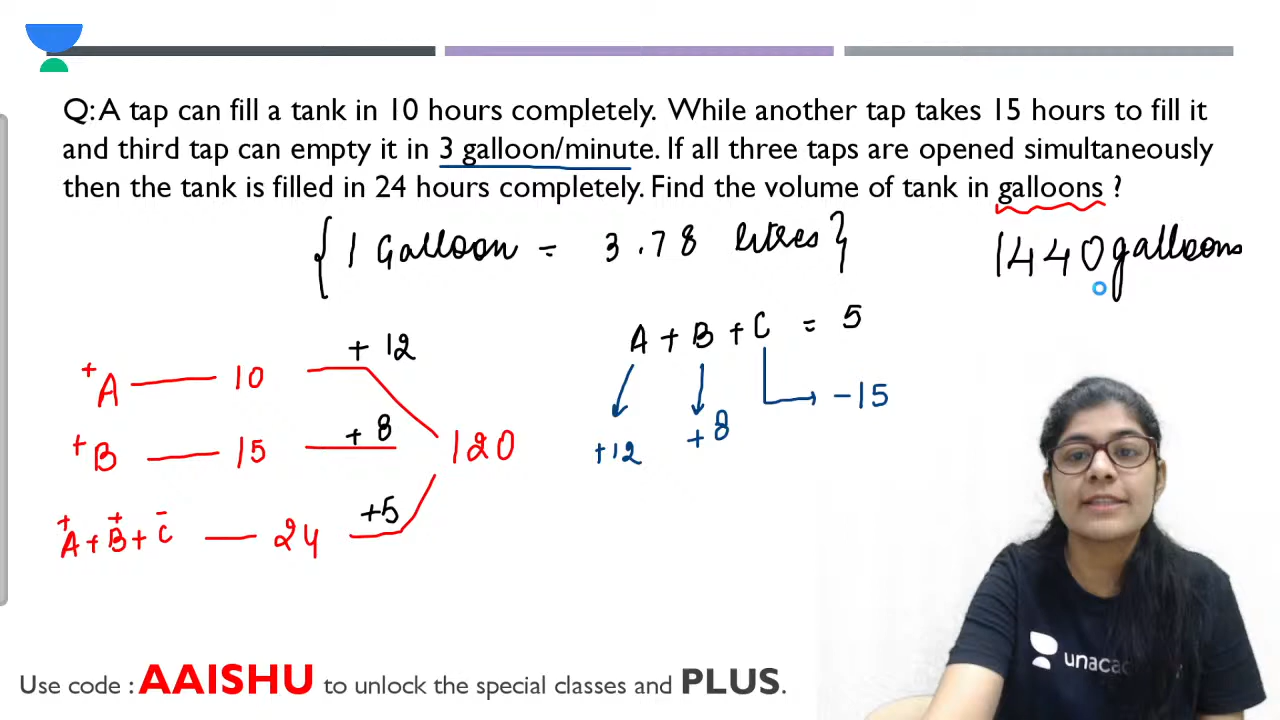 Q: A tap can fill a tank in 10 hours completely. While another tap takes 15 hours to fill it
and third tap can empty it in 3 galloon/minute. If all three taps are opened simultaneously
then the tank is filled in 24 hours completely. Find the volume of tank in galloons ?
{ 1 Galloon = 3.78 litres }
1440 galloons
+A — 10 +12
+B — 15 +8
120
+A + +B + -C — 24 +5
A + B + C = 5
+12 +8 -15
unaca
Use code : AAISHU to unlock the special classes and PLUS.